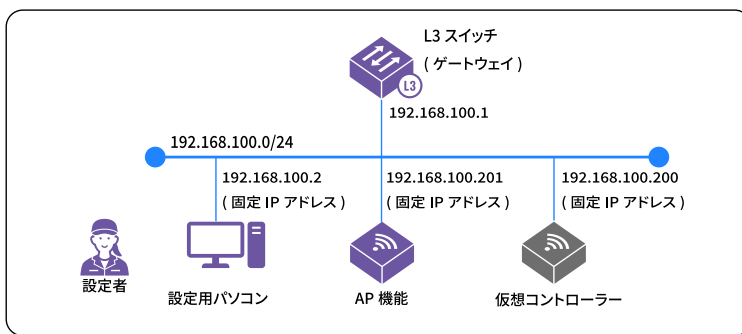 L3 スイッチ
( ゲートウェイ )
L3
192.168.100.1
192.168.100.0/24
192.168.100.2
( 固定 IP アドレス )
192.168.100.201
( 固定 IP アドレス )
192.168.100.200
( 固定 IP アドレス )
設定者
設定用パソコン
AP 機能
仮想コントローラー